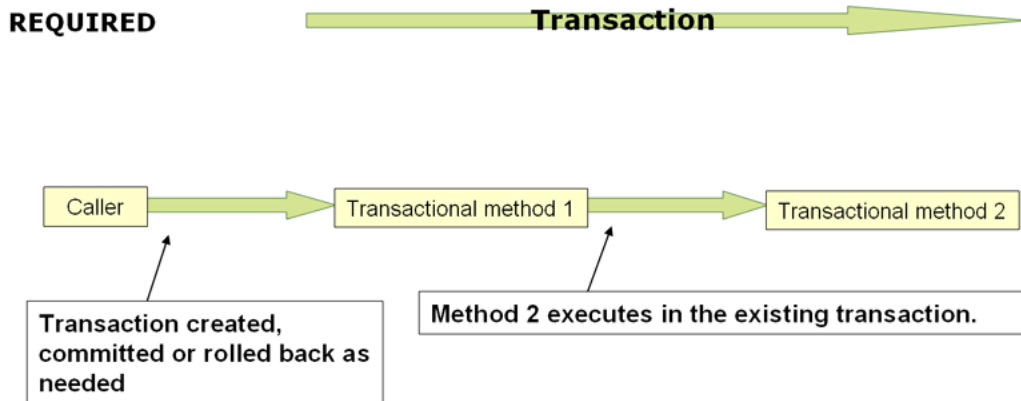 REQUIRED
Transaction
Caller
Transactional method 1
Transactional method 2
Transaction created,
committed or rolled back as
needed
Method 2 executes in the existing transaction.